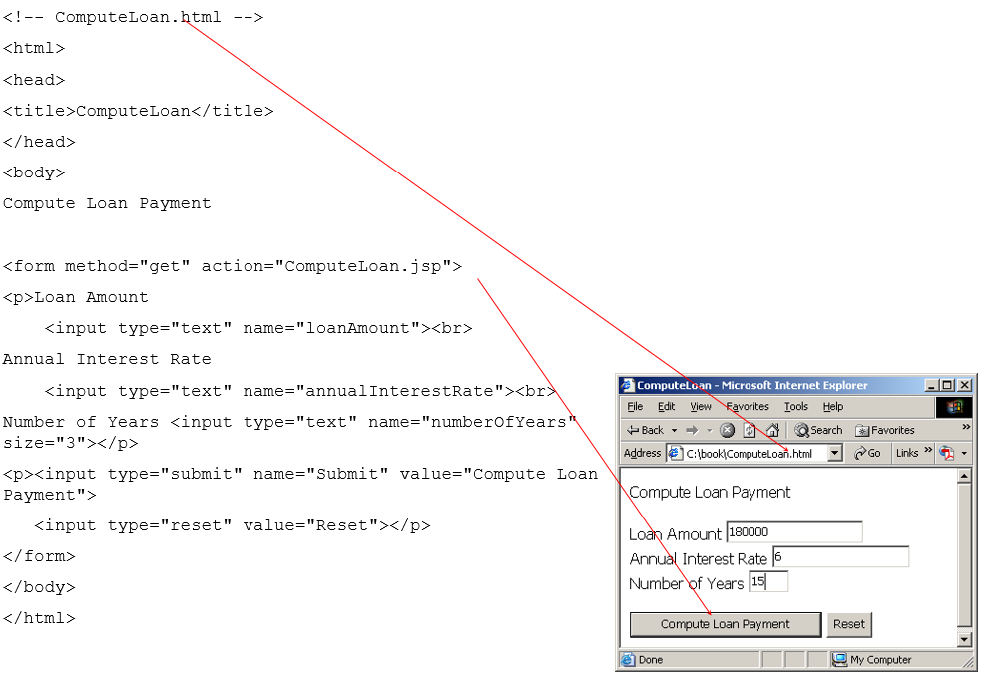 <!-- ComputeLoan.html -->
<html>
<head>
<title>ComputeLoan</title>
</head>
<body>
Compute Loan Payment
<form method="get" action="ComputeLoan.jsp">
<p>Loan Amount
<input type="text" name="loanAmount"><br>
Annual Interest Rate
<input type="text" name="annualInterestRate"><br>
Number of Years <input type="text" name="numberOfYears"
size="3"></p>
<p><input type="submit" name="Submit" value="Compute Loan
Payment">
<input type="reset" value="Reset"></p>
</form>
</body>
</html>
ComputeLoan - Microsoft Internet Explorer
File Edit View Favorites Tools Help
Back Search Favorites »
Address C:\book\ComputeLoan.html Go Links »
Compute Loan Payment
Loan Amount 180000
Annual Interest Rate 6
Number of Years 15
Compute Loan Payment Reset
Done My Computer